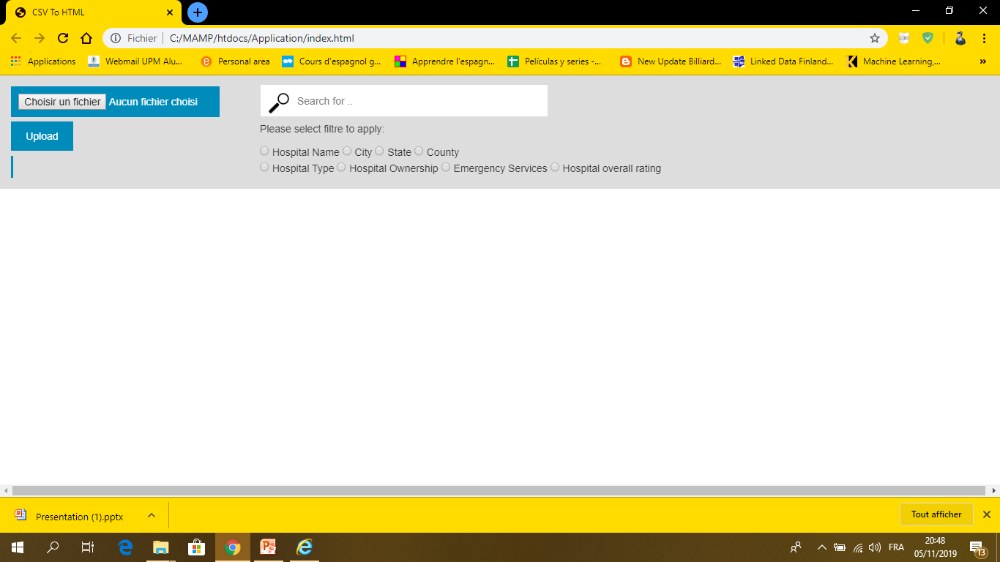 CSV To HTML
Fichier C:/MAMP/htdocs/Application/index.html
Applications Webmail UPM Alu... Personal area Cours d'espagnol g... Apprendre l'espagn... Películas y series -... New Update Billiard... Linked Data Finland... Machine Learning,... »
Choisir un fichier Aucun fichier choisi
Search for ..
Upload
Please select filtre to apply:
Hospital Name City State County
Hospital Type Hospital Ownership Emergency Services Hospital overall rating
Presentation (1).pptx
Tout afficher
FRA
20:48
05/11/2019
13